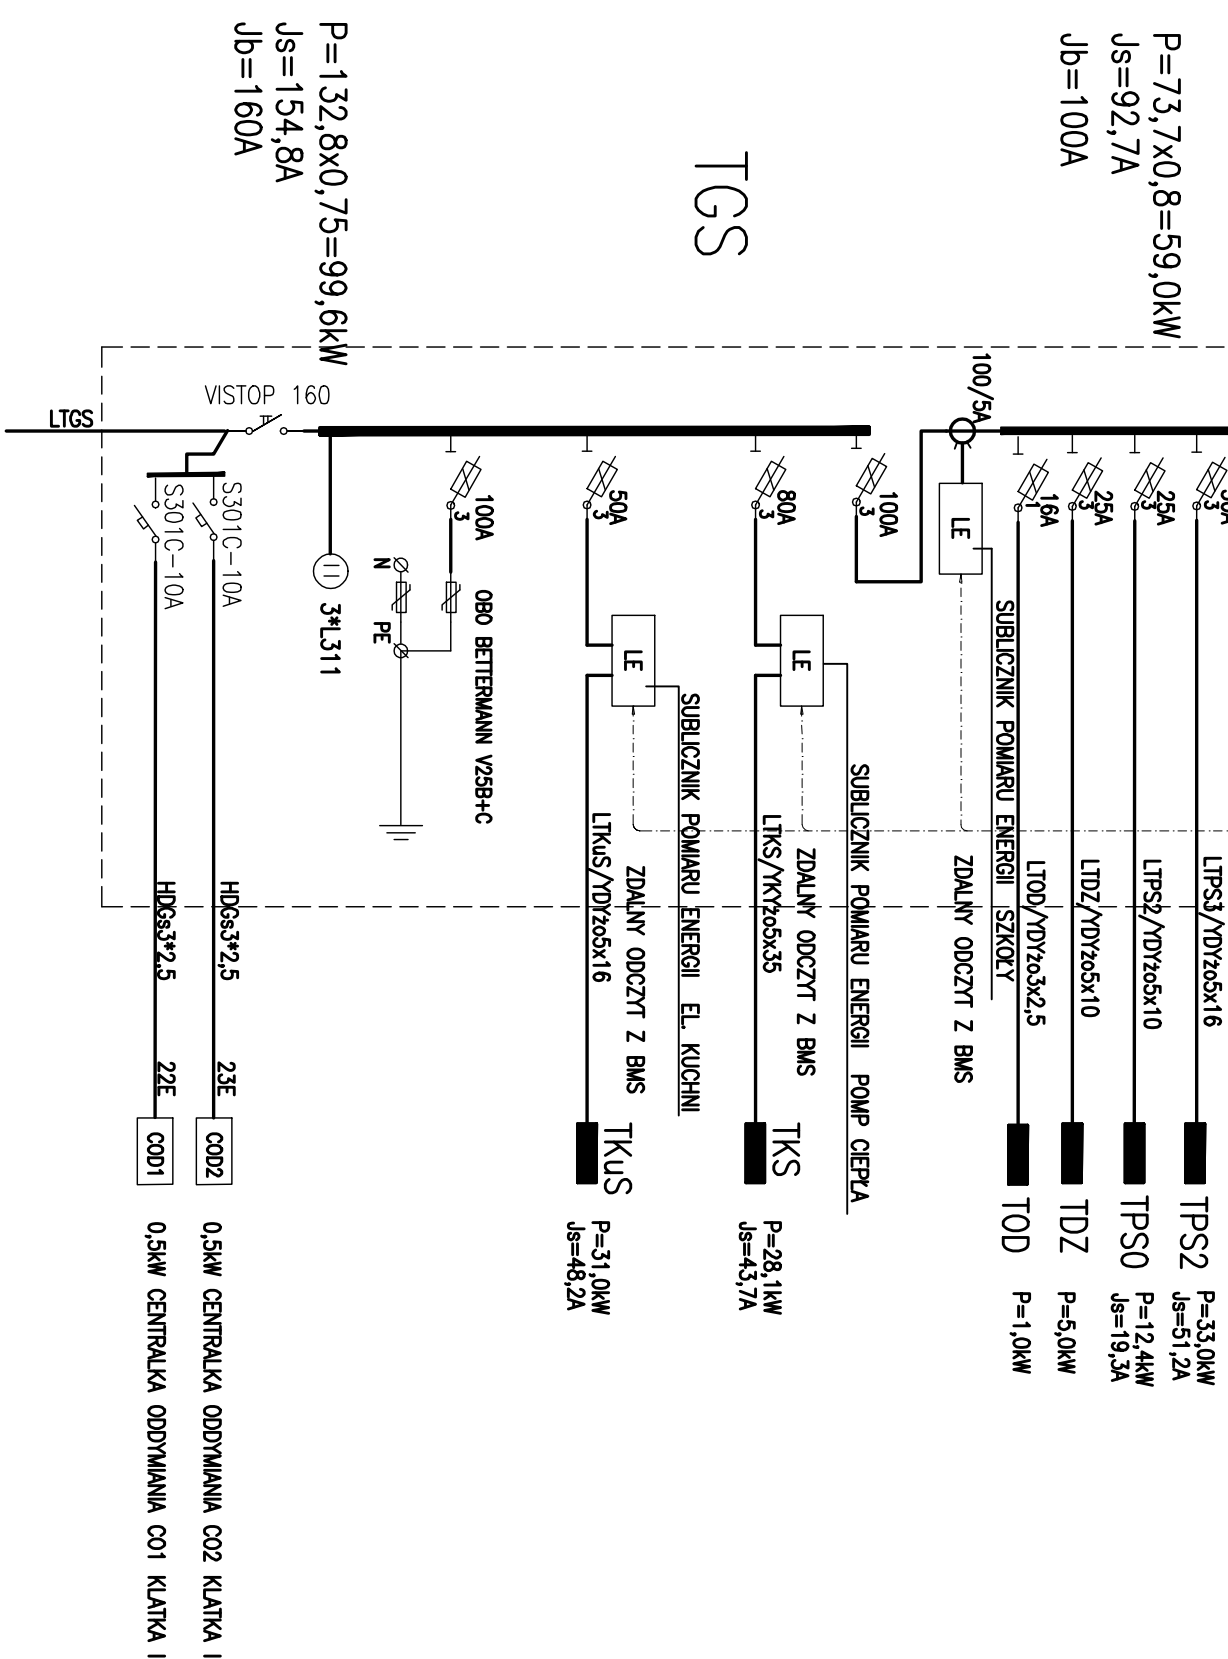 P=132,8x0,75=99,6kW
Js=154,8A
Jb=160A
TGS
P=73,7x0,8=59,0kW
Js=92,7A
Jb=100A
LTGS
VISTOP 160
S301C-10A
S301C-10A
3*L311
100A
3
N
PE
OBO BETTERMANN V25B+C
50A
3
LE
SUBLICZNIK POMIARU ENERGII EL. KUCHNI
ZDALNY ODCZYT Z BMS
LTKuS/YDYżo5x16
80A
3
LE
SUBLICZNIK POMIARU ENERGII POMP CIEPŁA
ZDALNY ODCZYT Z BMS
LTKS/YKYżo5x35
100A
3
100/5A
LE
SUBLICZNIK POMIARU ENERGII SZKOŁY
ZDALNY ODCZYT Z BMS
16A
1
LTOD/YDYżo3x2,5
25A
3
LTDZ/YDYżo5x10
25A
3
LTPS2/YDYżo5x10
3
LTPS3/YDYżo5x16
HDGs3*2,5
22E
COD1
0,5kW CENTRALKA ODDYMIANIA CO1 KLATKA I
HDGs3*2,5
23E
COD2
0,5kW CENTRALKA ODDYMIANIA CO2 KLATKA I
TKuS
P=31,0kW
Js=48,2A
TKS
P=28,1kW
Js=43,7A
TOD
P=1,0kW
TDZ
P=5,0kW
TPS0
P=12,4kW
Js=19,3A
TPS2
P=33,0kW
Js=51,2A